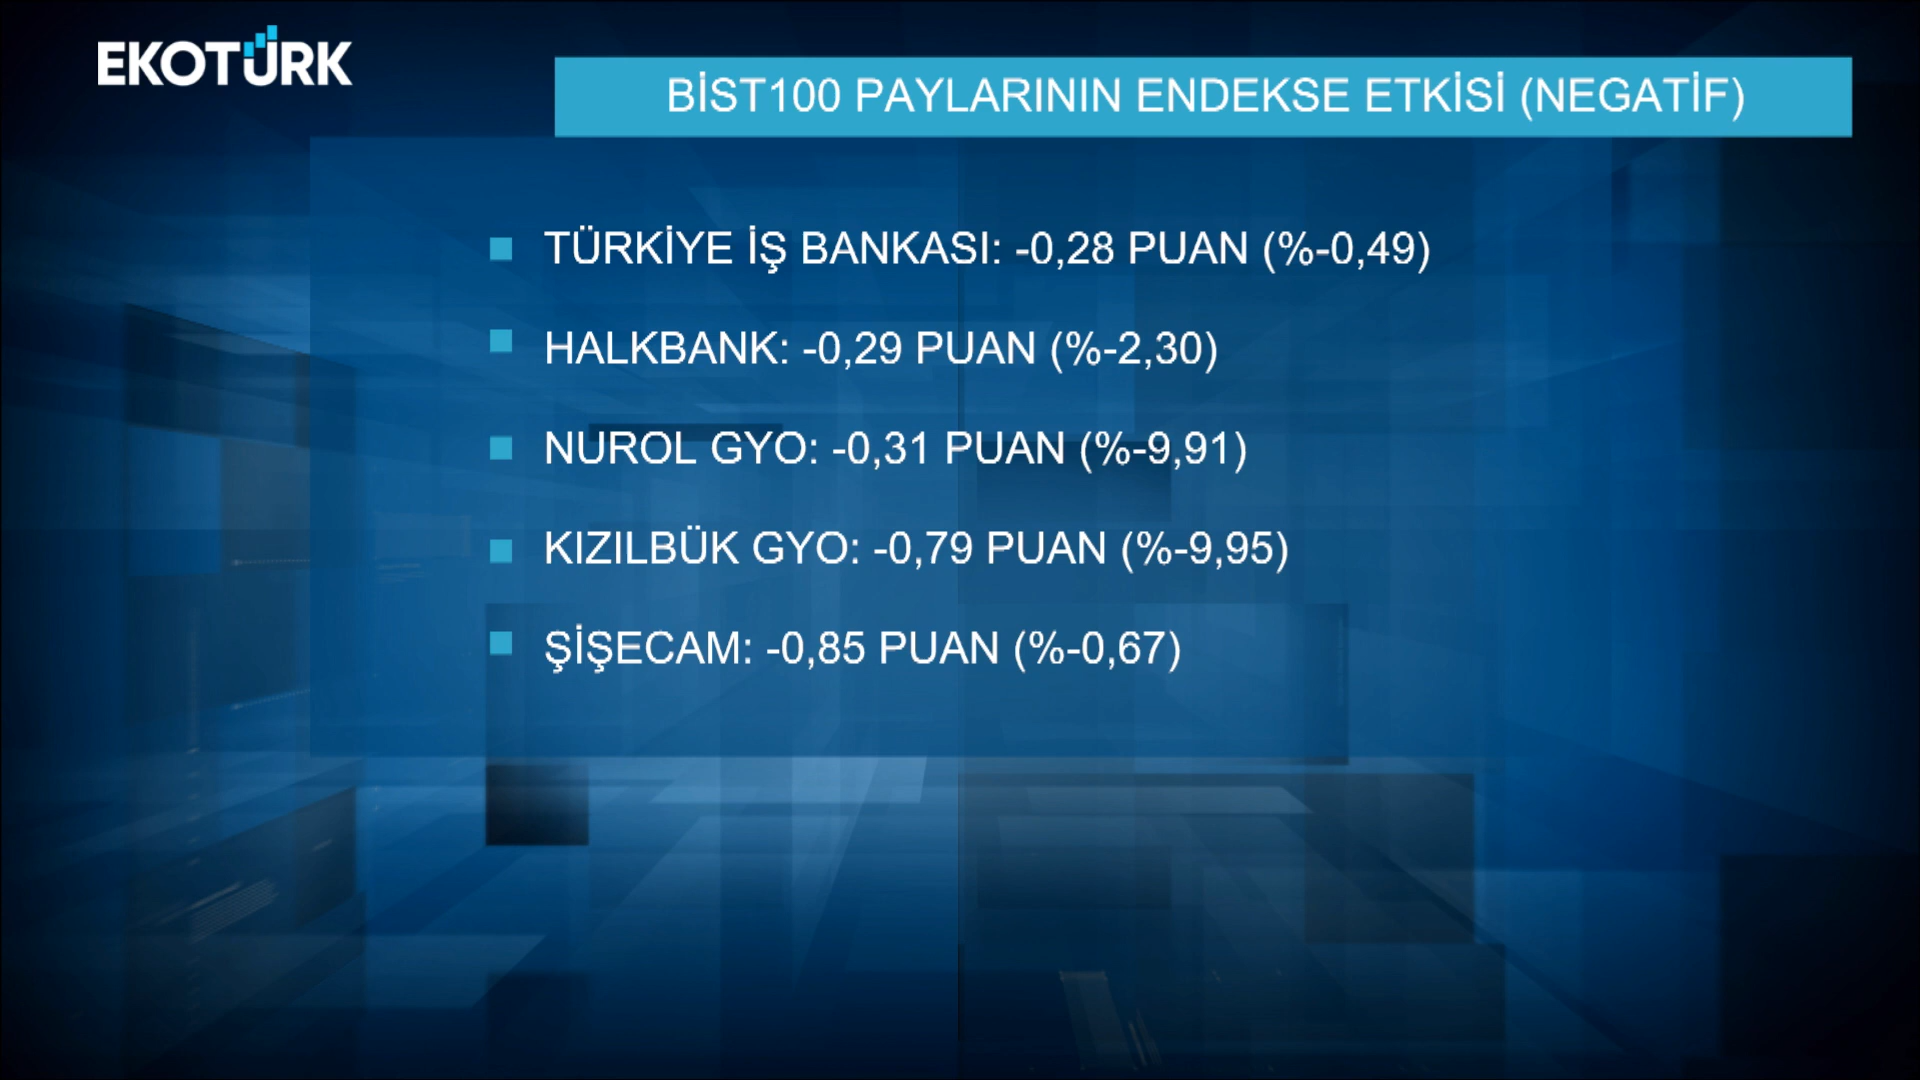 EKOTÜRK
BİST100 PAYLARININ ENDEKSE ETKİSİ (NEGATİF)
TÜRKİYE İŞ BANKASI: -0,28 PUAN (%-0,49)
HALKBANK: -0,29 PUAN (%-2,30)
NUROL GYO: -0,31 PUAN (%-9,91)
KIZILBÜK GYO: -0,79 PUAN (%-9,95)
ŞİŞECAM: -0,85 PUAN (%-0,67)